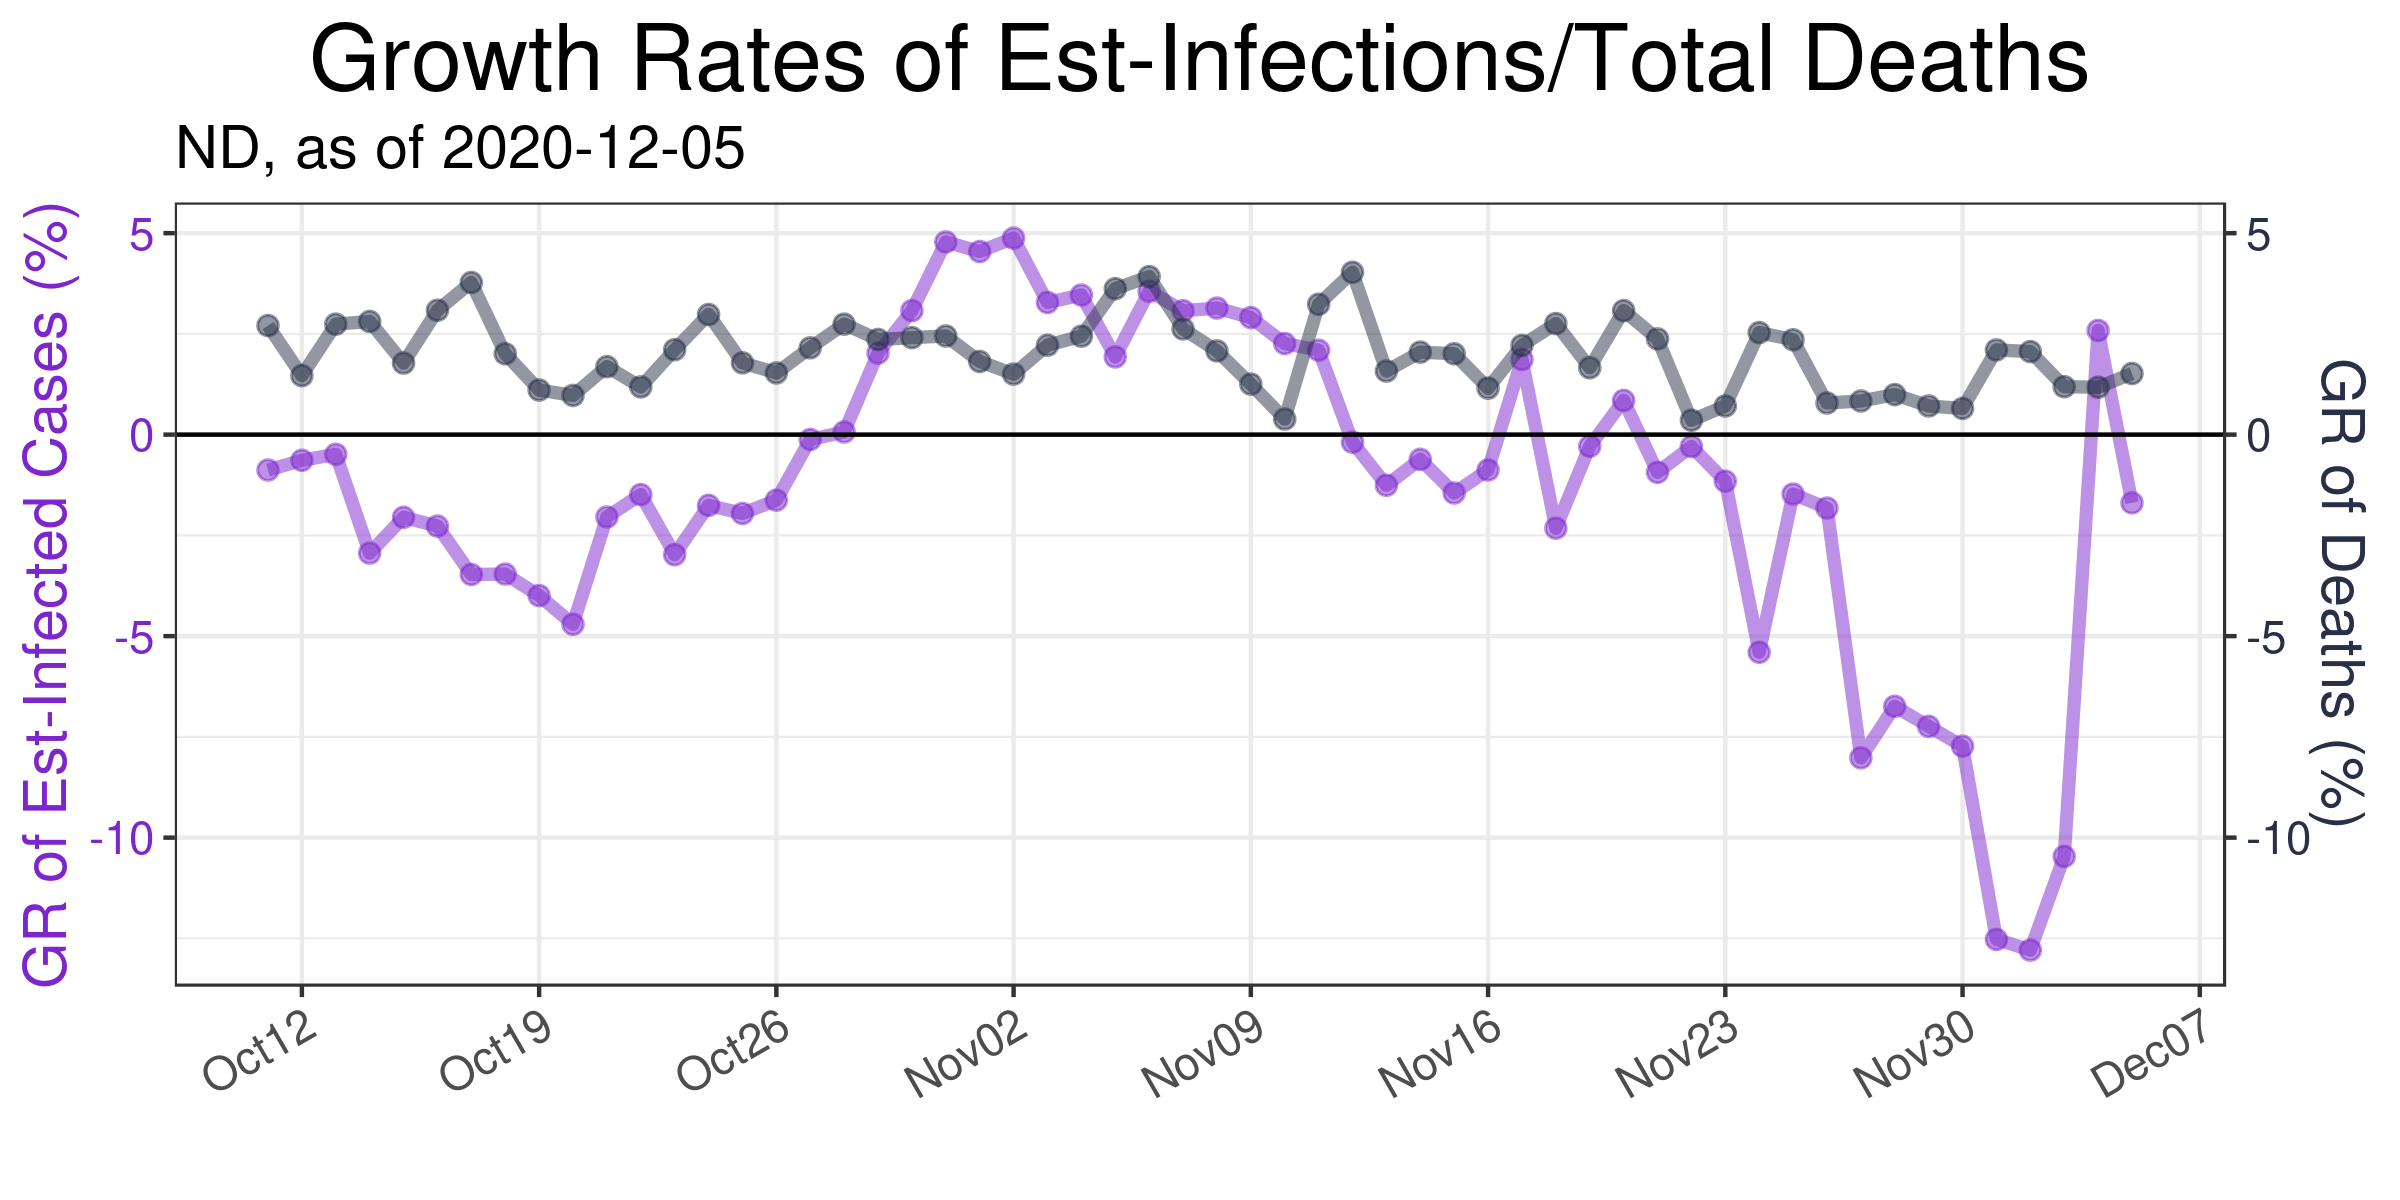 Growth Rates of Est-Infections/Total Deaths
ND, as of 2020-12-05
GR of Est-Infected Cases (%)
5
0
-5
-10
5
0
-5
-10
GR of Deaths (%)
Oct12
Oct19
Oct26
Nov02
Nov09
Nov16
Nov23
Nov30
Dec07